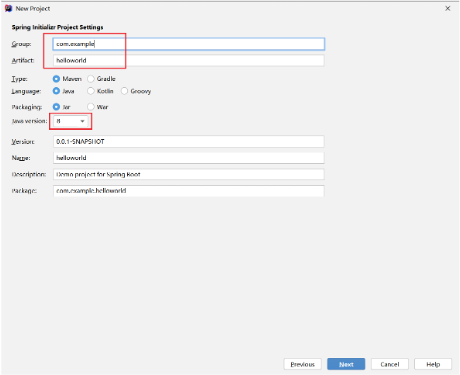 New Project
Spring Initializr Project Settings
Group: com.example
Artifact: helloworld
Type: Maven Gradle
Language: Java Kotlin Groovy
Packaging: Jar War
Java version: 8
Version: 0.0.1-SNAPSHOT
Name: helloworld
Description: Demo project for Spring Boot
Package: com.example.helloworld
Previous Next Cancel Help